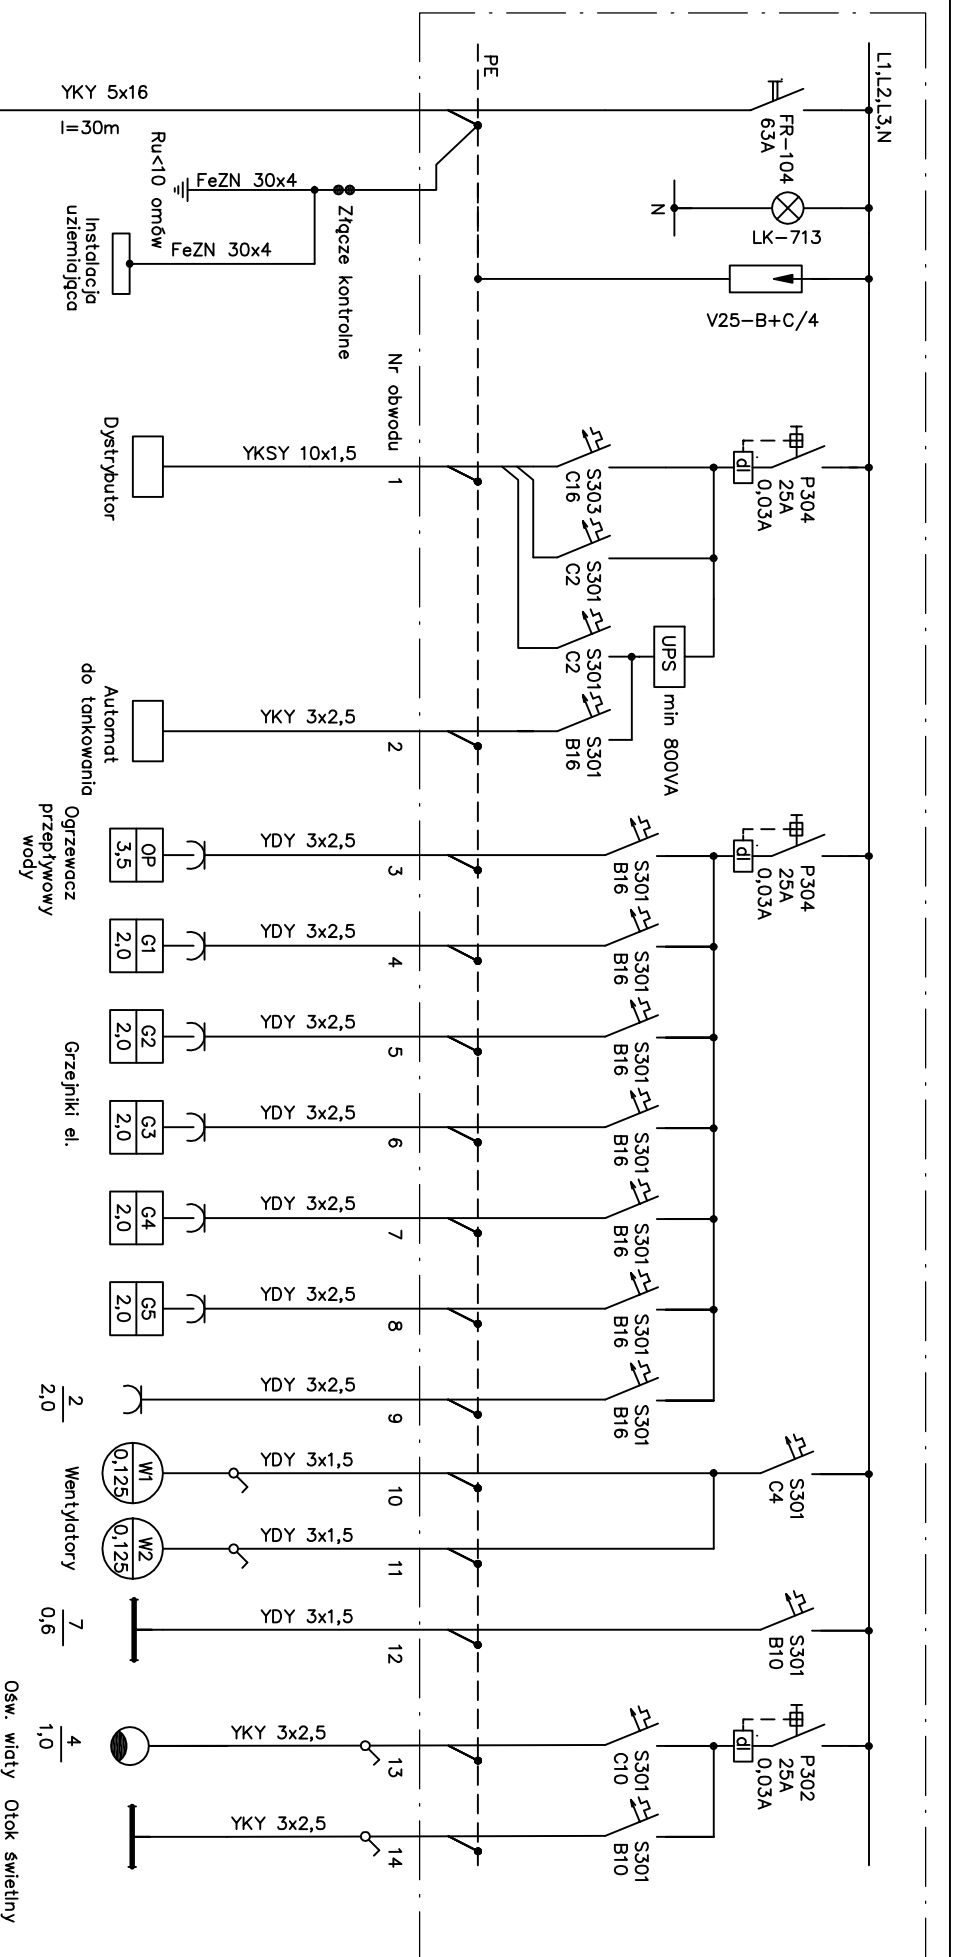 L1,L2,L3,N
PE
YKY 5x16
l=30m
FR-104
63A
LK-713
N
V25-B+C/4
Ru<10 omów
FeZN 30x4
FeZN 30x4
Instalacja
uziemiająca
Złącze kontrolne
Nr obwodu
P304
25A
0,03A
dI
S303
C16
S301
C2
S301
C2
UPS
min 800VA
S301
B16
YKSY 10x1,5
1
Dystrybutor
YKY 3x2,5
2
Automat
do tankowania
P304
25A
0,03A
dI
S301
B16
YDY 3x2,5
3
OP
3,5
Ogrzewacz
przepływowy
wody
S301
B16
YDY 3x2,5
4
G1
2,0
S301
B16
YDY 3x2,5
5
G2
2,0
Grzejniki el.
S301
B16
YDY 3x2,5
6
G3
2,0
S301
B16
YDY 3x2,5
7
G4
2,0
S301
B16
YDY 3x2,5
8
G5
2,0
S301
B16
YDY 3x2,5
9
2
2,0
S301
C4
YDY 3x1,5
10
W1
0,125
Wentylatory
YDY 3x1,5
11
W2
0,125
S301
B10
YDY 3x1,5
12
7
0,6
P302
25A
0,03A
dI
S301
C10
YKY 3x2,5
13
4
1,0
Ośw. wiaty
S301
B10
YKY 3x2,5
14
Otok świetlny